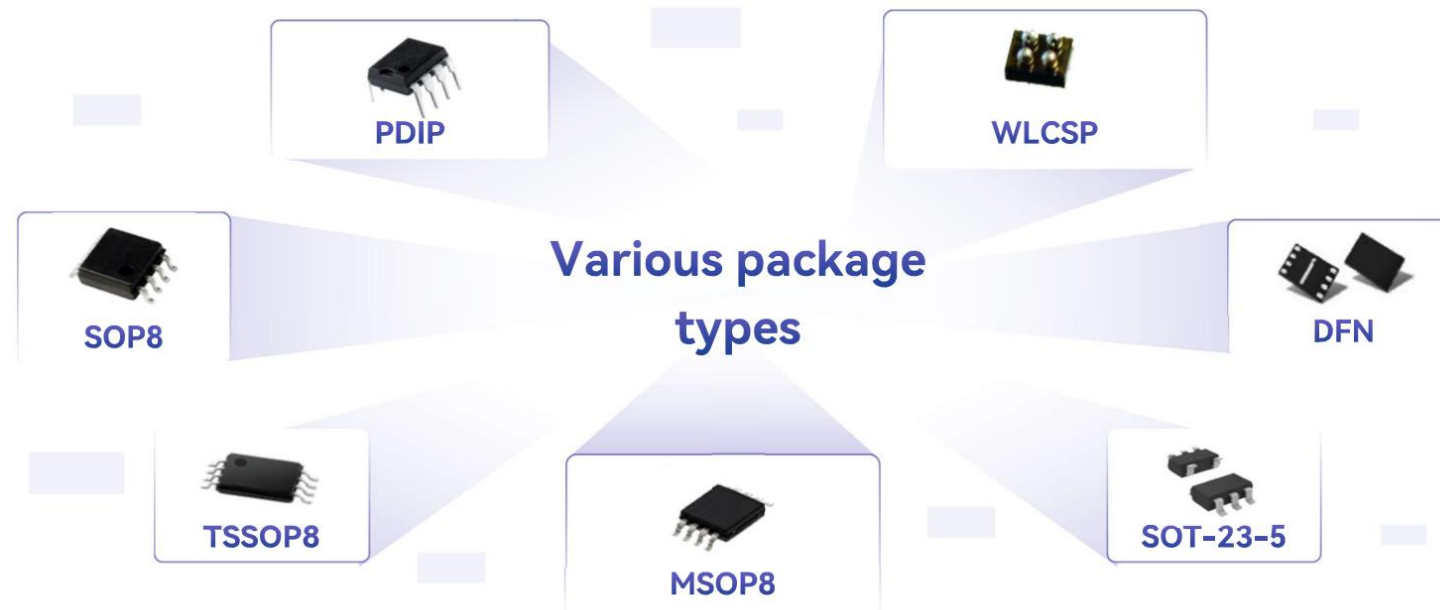 PDIP
WLCSP
Various package
types
SOP8
DFN
TSSOP8
MSOP8
SOT-23-5